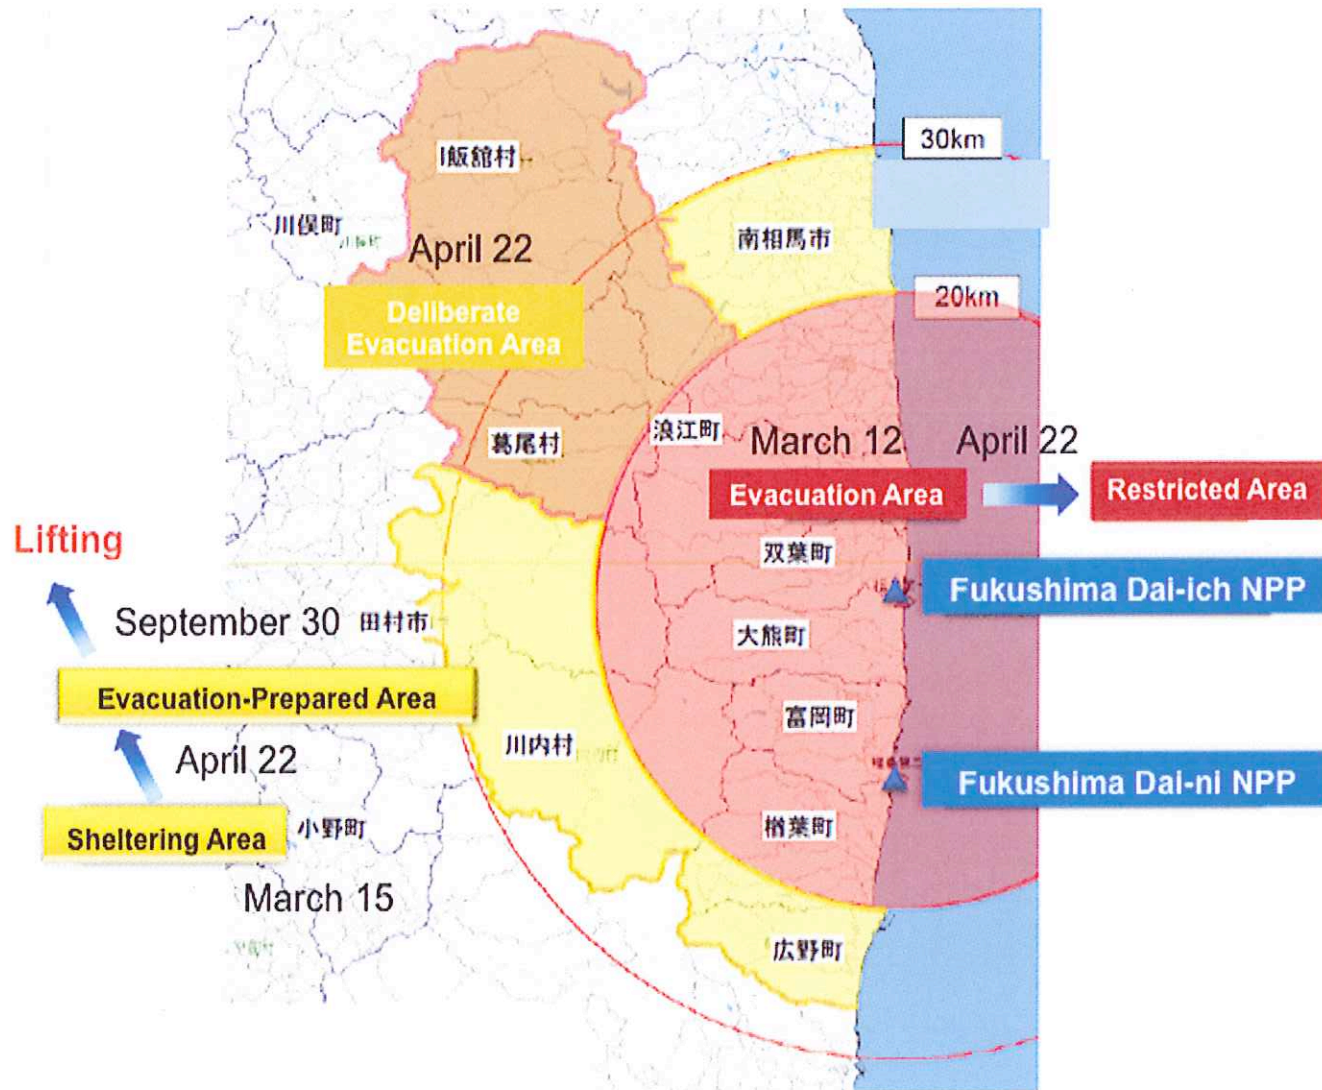 30km
飯舘村
川俣町
川俣町
南相馬市
April 22
20km
Deliberate
Evacuation Area
浪江町
葛尾村
March 12
April 22
Evacuation Area
Restricted Area
Lifting
双葉町
Fukushima Dai-ich NPP
September 30
田村市
大熊町
Evacuation-Prepared Area
富岡町
川内村
April 22
Fukushima Dai-ni NPP
楢葉町
小野町
Sheltering Area
March 15
広野町